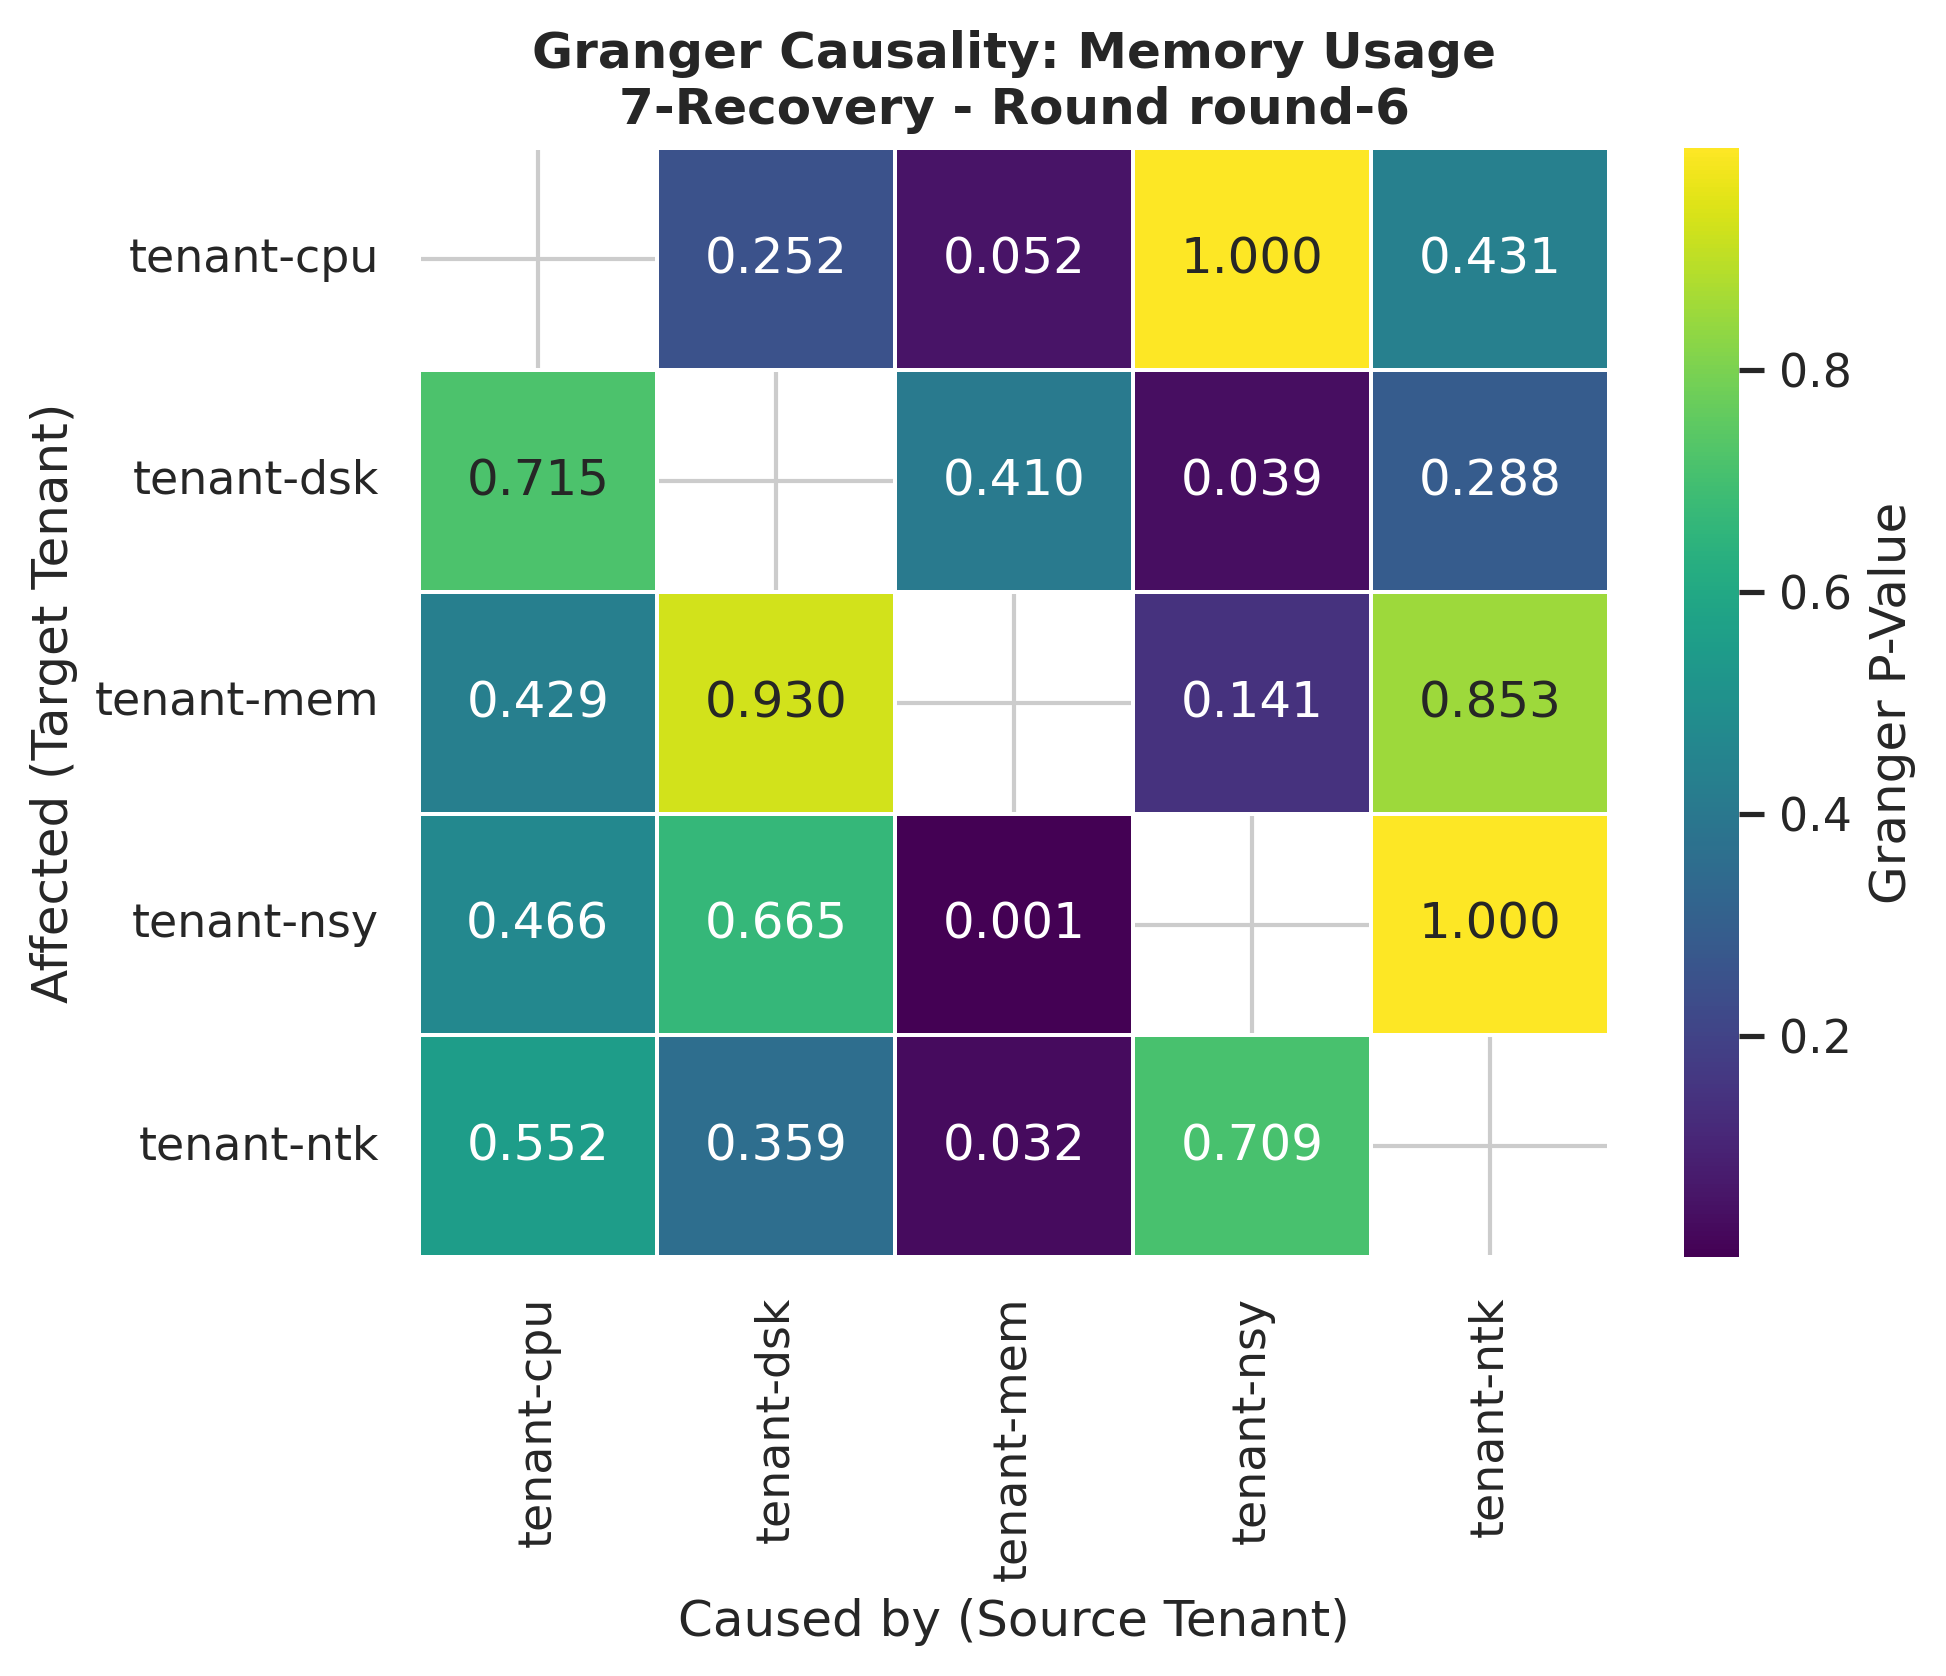 Granger Causality: Memory Usage
7-Recovery - Round round-6
Affected (Target Tenant)
tenant-cpu
0.252
0.052
1.000
0.431
tenant-dsk
0.715
0.410
0.039
0.288
tenant-mem
0.429
0.930
0.141
0.853
tenant-nsy
0.466
0.665
0.001
1.000
tenant-ntk
0.552
0.359
0.032
0.709
tenant-cpu
tenant-dsk
tenant-mem
tenant-nsy
tenant-ntk
Caused by (Source Tenant)
0.8
0.6
0.4
0.2
Granger P-Value